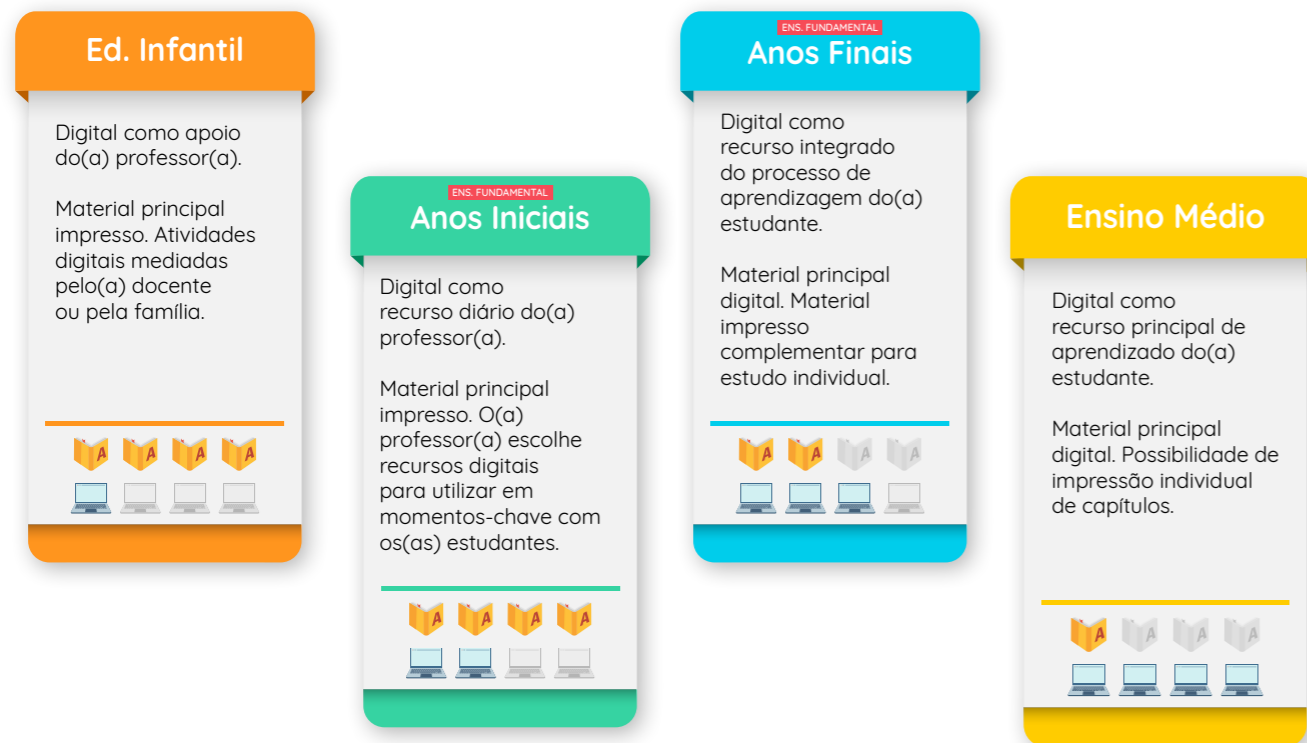 Ed. Infantil
Digital como apoio
do(a) professor(a).
Material principal
impresso. Atividades
digitais mediadas
pelo(a) docente
ou pela família.
ENS. FUNDAMENTAL
Anos Iniciais
Digital como
recurso diário do(a)
professor(a).
Material principal
impresso. O(a)
professor(a) escolhe
recursos digitais
para utilizar em
momentos-chave com
os(as) estudantes.
ENS. FUNDAMENTAL
Anos Finais
Digital como
recurso integrado
do processo de
aprendizagem do(a)
estudante.
Material principal
digital. Material
impresso
complementar para
estudo individual.
Ensino Médio
Digital como
recurso principal de
aprendizado do(a)
estudante.
Material principal
digital. Possibilidade de
impressão individual
de capítulos.